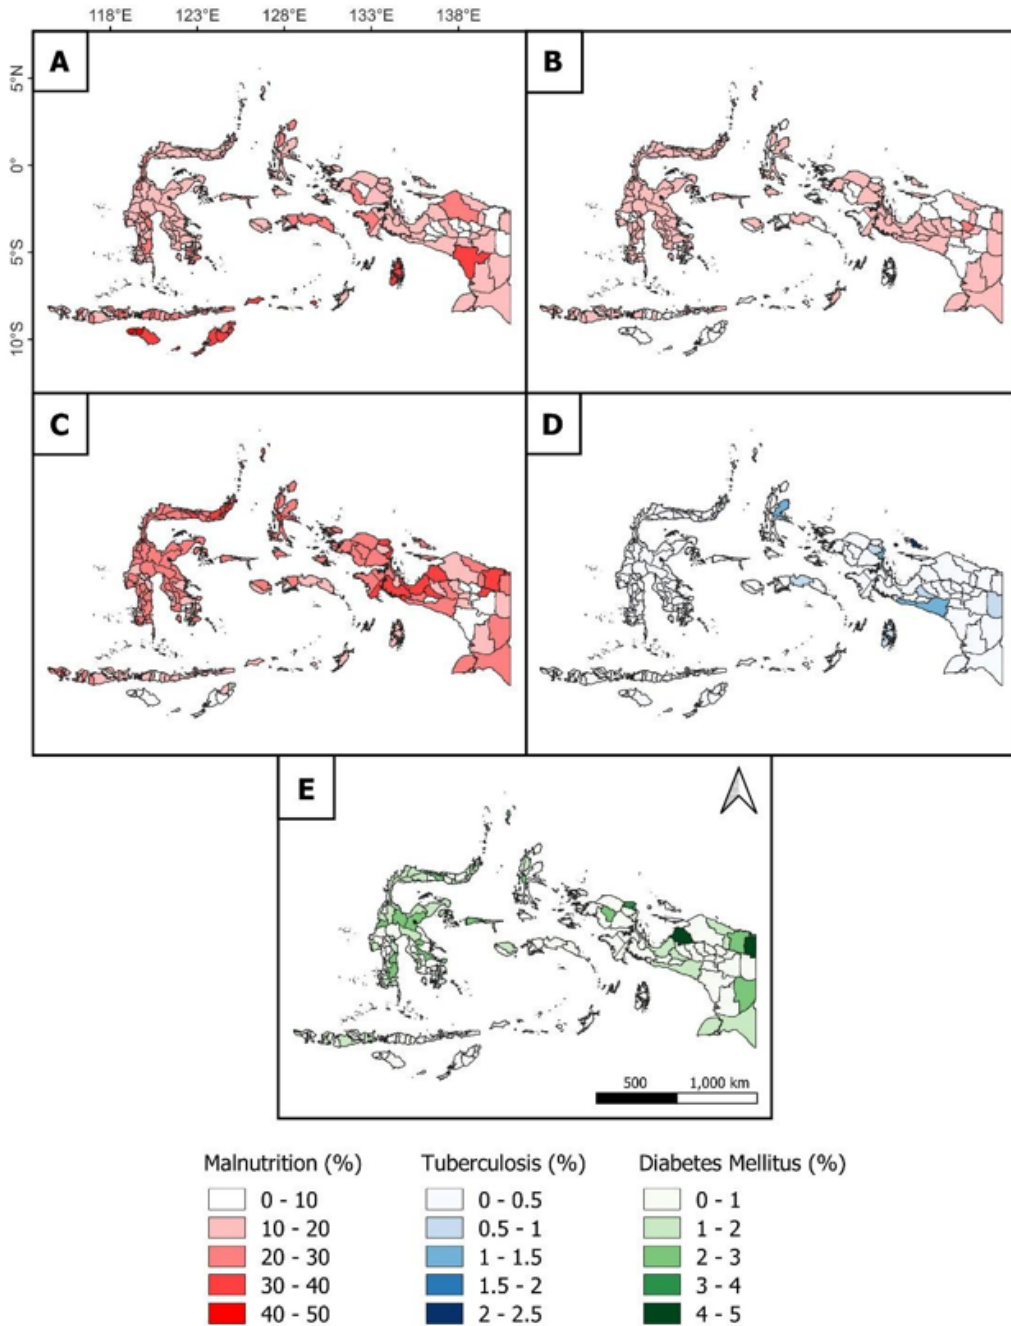 118°E 123°E 128°E 133°E 138°E
A
B
5°N
0°
5°S
10°S
C
D
E
500 1,000 km
Malnutrition (%) Tuberculosis (%) Diabetes Mellitus (%)
0 - 10 0 - 0.5 0 - 1
10 - 20 0.5 - 1 1 - 2
20 - 30 1 - 1.5 2 - 3
30 - 40 1.5 - 2 3 - 4
40 - 50 2 - 2.5 4 - 5